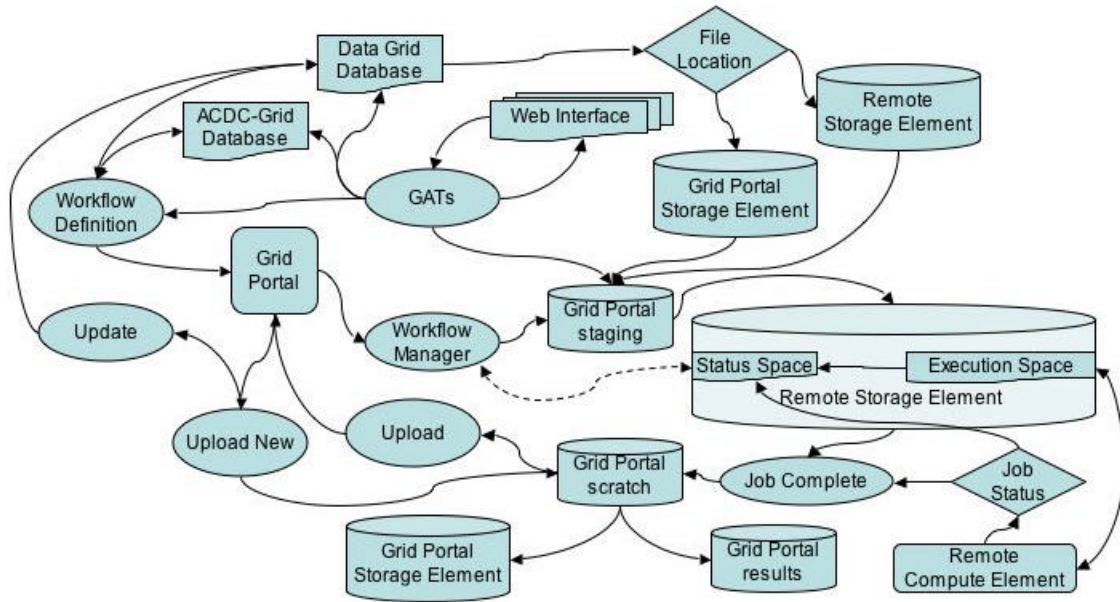 Data Grid
Database
File
Location
Remote
Storage Element
ACDC-Grid
Database
Web Interface
Workflow
Definition
GATs
Grid Portal
Storage Element
Grid
Portal
Update
Workflow
Manager
Grid Portal
staging
Status Space
Execution Space
Remote Storage Element
Upload New
Upload
Grid Portal
scratch
Job Complete
Job
Status
Grid Portal
Storage Element
Grid Portal
results
Remote
Compute Element